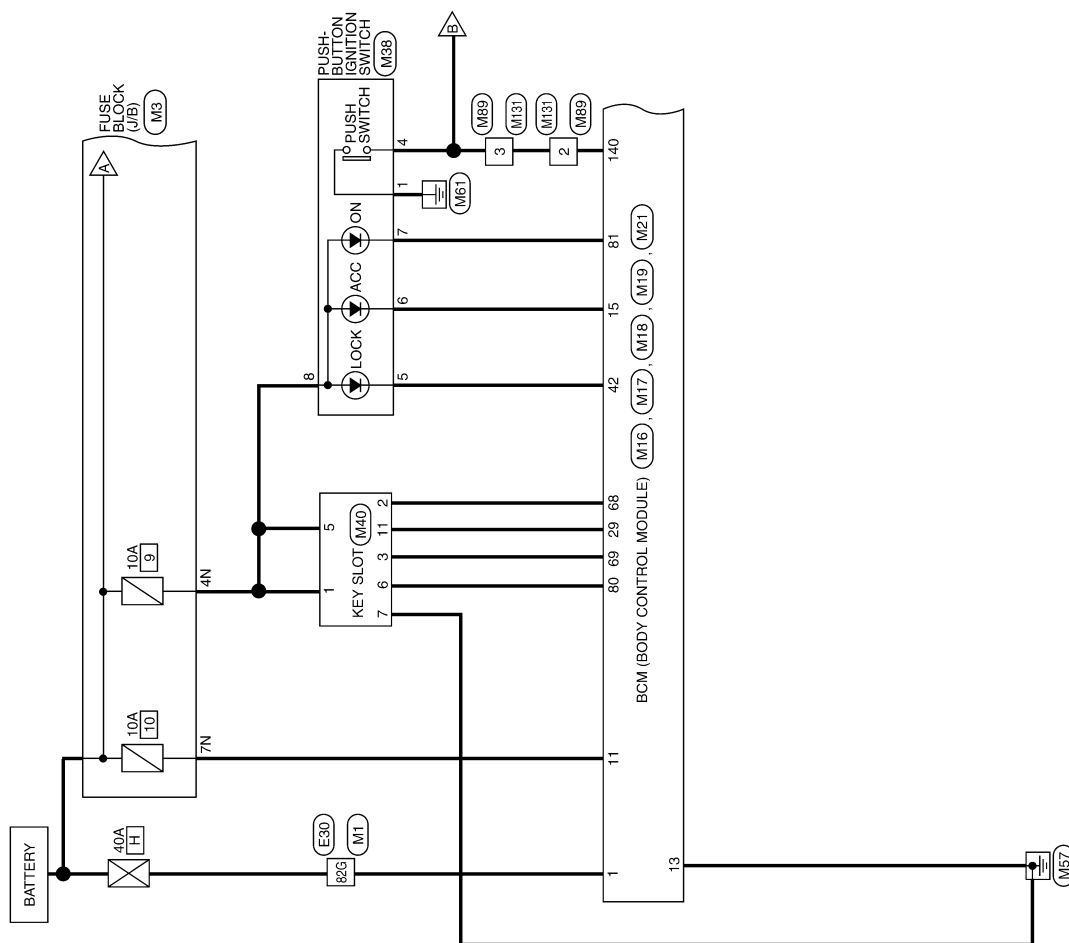 FUSE
BLOCK
(J/B)
M3
A
10A
9
4N
10A
10
7N
BATTERY
40A
H
E30
M1
82G
PUSH-
BUTTON
IGNITION
SWITCH
M38
PUSH
SWITCH
LOCK
ACC
ON
8
5
6
7
1
4
M61
B
M89
M131
3
M131
M89
2
KEY SLOT
M40
1
5
7
6
3
11
2
1
11
80
69
29
68
42
15
81
140
BCM (BODY CONTROL MODULE) M16 , M17 , M18 , M19 , M21
13
M57